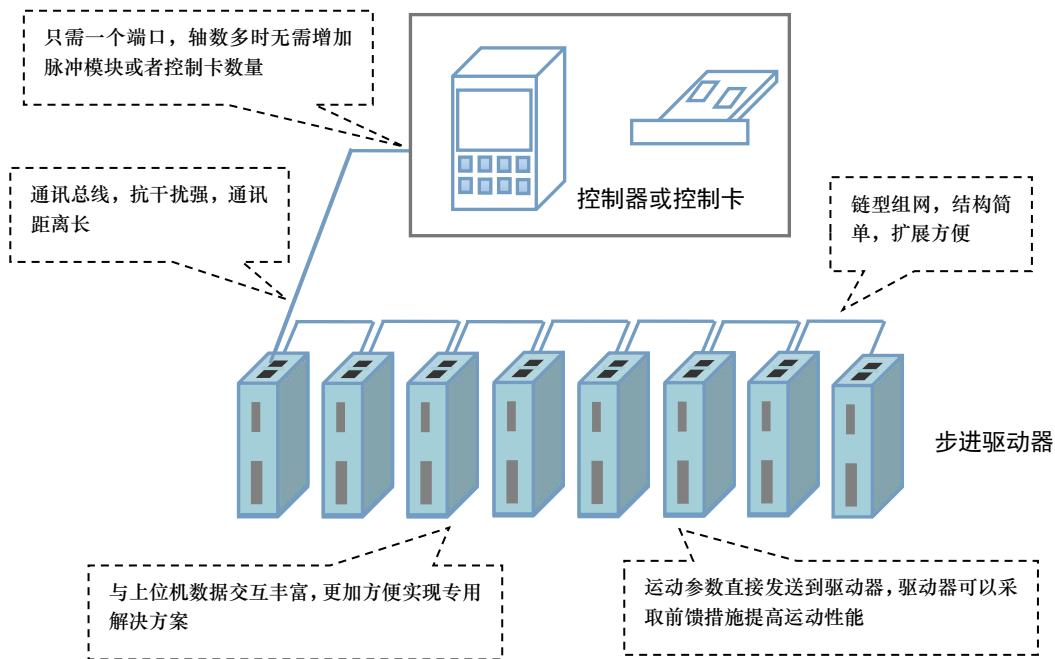 只需一个端口，轴数多时无需增加
脉冲模块或者控制卡数量
通讯总线，抗干扰强，通讯
距离长
控制器或控制卡
链型组网，结构简
单，扩展方便
步进驱动器
与上位机数据交互丰富，更加方便实现专用
解决方案
运动参数直接发送到驱动器，驱动器可以采
取前馈措施提高运动性能